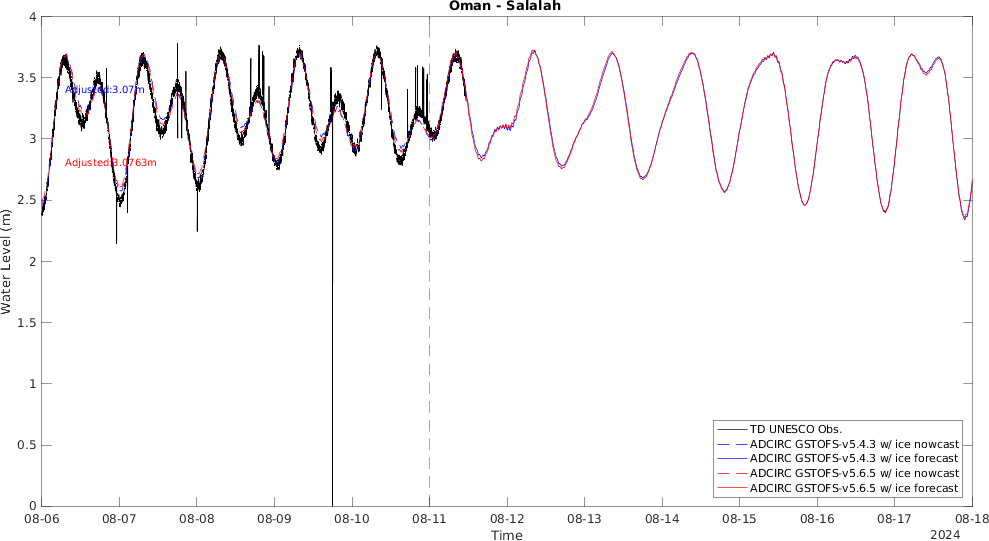 Oman - Salalah
4
3.5
3
2.5
2
1.5
1
0.5
0
Water Level (m)
Adjusted:3.07m
Adjusted:3.0763m
TD UNESCO Obs.
ADCIRC GSTOFS-v5.4.3 w/ ice nowcast
ADCIRC GSTOFS-v5.4.3 w/ ice forecast
ADCIRC GSTOFS-v5.6.5 w/ ice nowcast
ADCIRC GSTOFS-v5.6.5 w/ ice forecast
08-06 08-07 08-08 08-09 08-10 08-11 08-12 08-13 08-14 08-15 08-16 08-17 08-18
Time
2024